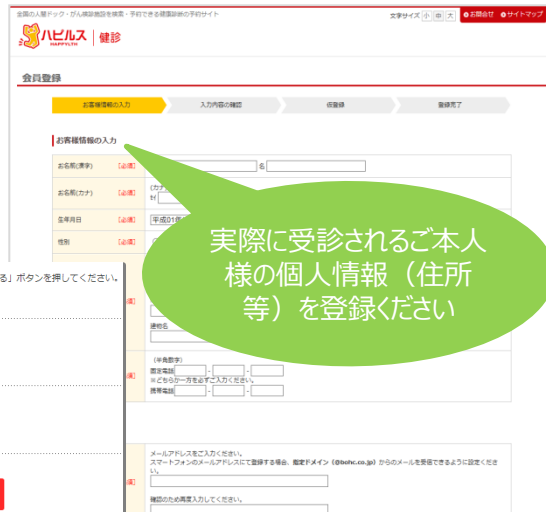 全国の人間ドック・がん検診施設を検索・予約できる健康診断の予約サイト
文字サイズ 小 中 大 お問合せ サイトマップ
ハピルス 健診
HAPPYLTH
会員登録
お客様情報の入力 入力内容の確認 仮登録 登録完了
お客様情報の入力
お名前(漢字) [必須] 名
お名前(カナ) [必須] (カナ
ｾｲ
生年月日 [必須] 平成01年
性別 [必須]
実際に受診されるご本人
様の個人情報（住所
等）を登録ください
る」ボタンを押してください。
須]
建物名
須]
(半角数字)
固定電話 - -
※どちらか一方を必ずご入力ください。
携帯電話 - -
須]
メールアドレスをご入力ください。
スマートフォンのメールアドレスにて登録する場合、指定ドメイン（@bohc.co.jp）からのメールを受信できるように設定くださ
い。
確認のため再度入力してください。